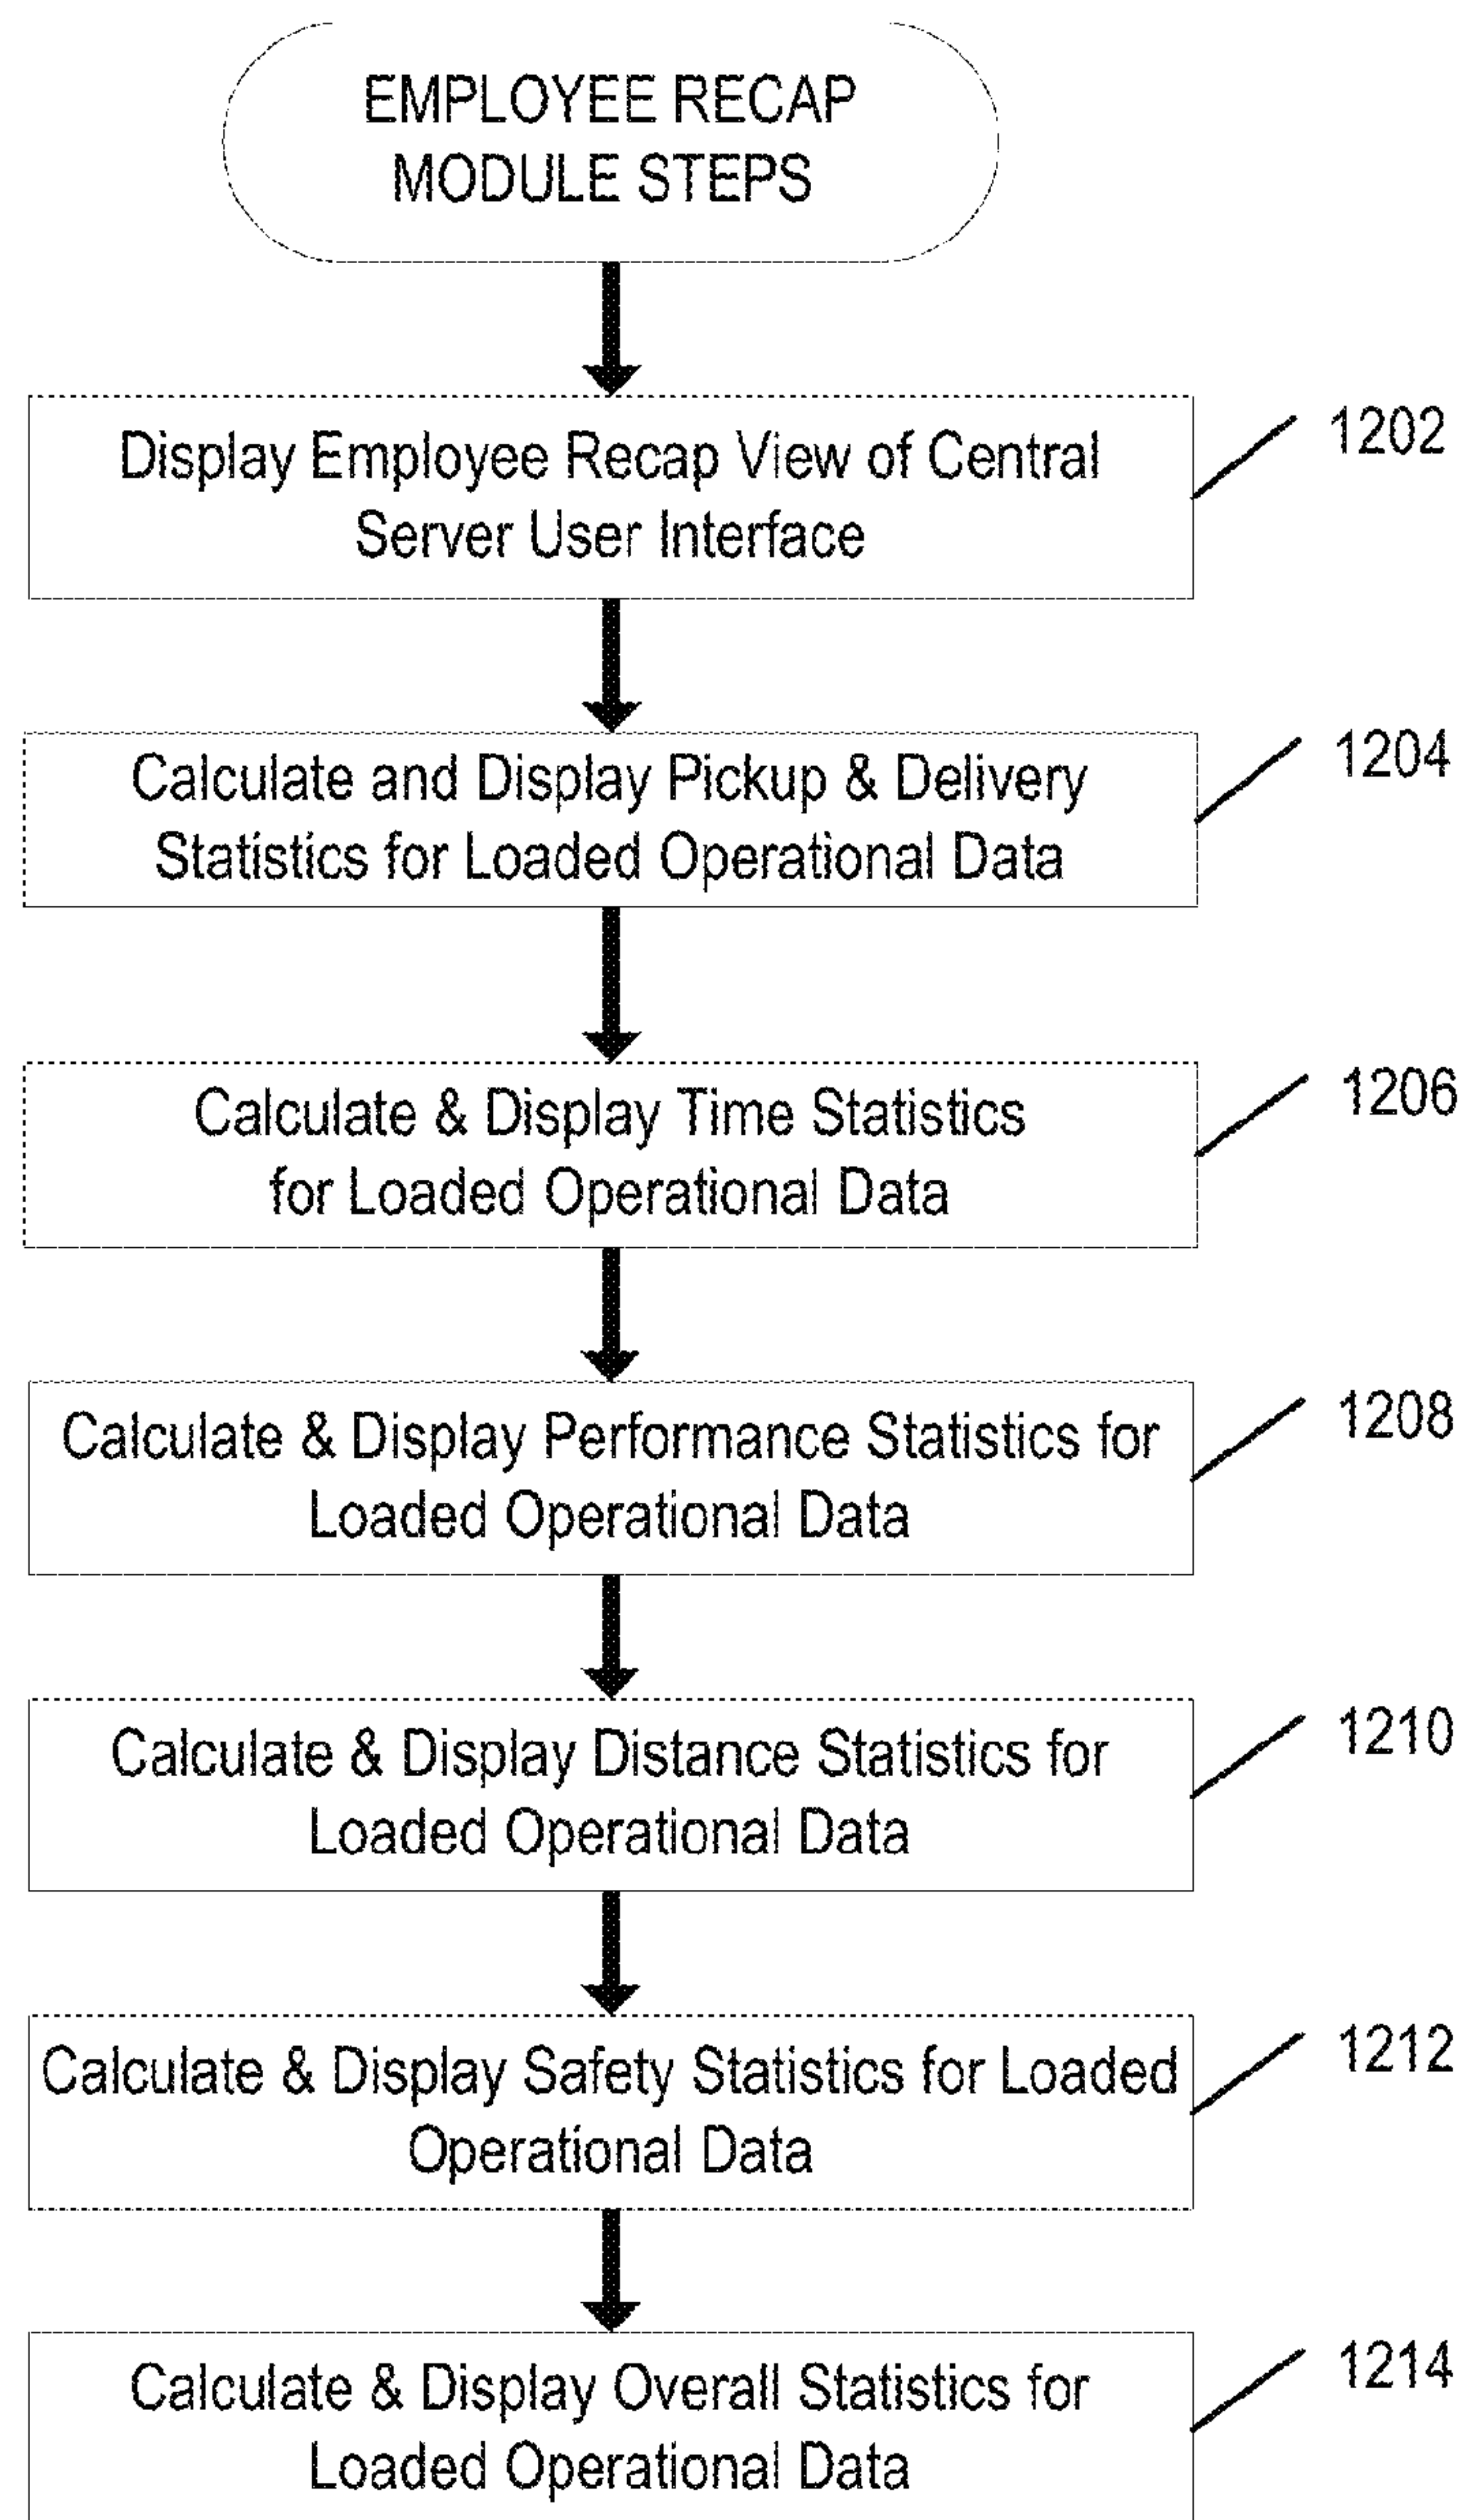 EMPLOYEE RECAP
MODULE STEPS
Display Employee Recap View of Central
Server User Interface
1202
Calculate and Display Pickup & Delivery
Statistics for Loaded Operational Data
1204
Calculate & Display Time Statistics
for Loaded Operational Data
1206
Calculate & Display Performance Statistics for
Loaded Operational Data
1208
Calculate & Display Distance Statistics for
Loaded Operational Data
1210
Calculate & Display Safety Statistics for Loaded
Operational Data
1212
Calculate & Display Overall Statistics for
Loaded Operational Data
1214